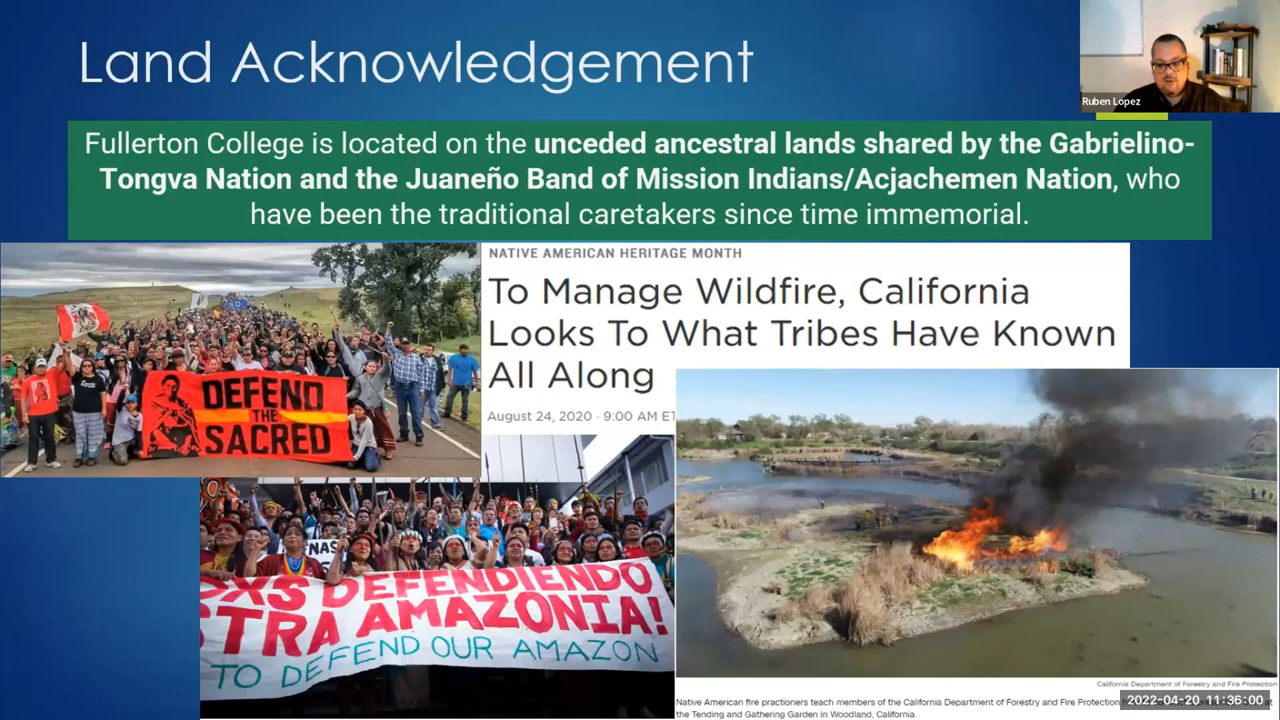 Land Acknowledgement
Ruben Lopez
Fullerton College is located on the unceded ancestral lands shared by the Gabrielino-
Tongva Nation and the Juaneño Band of Mission Indians/Acjachemen Nation, who
have been the traditional caretakers since time immemorial.
NATIVE AMERICAN HERITAGE MONTH
To Manage Wildfire, California
Looks To What Tribes Have Known
All Along
August 24, 2020 · 9:00 AM ET
DEFEND
THE
SACRED
DEFENDIENDO
TRA AMAZONIA!
TO DEFEND OUR AMAZON
California Department of Forestry and Fire Protection
Native American fire practioners teach members of the California Department of Forestry and Fire Protection
the Tending and Gathering Garden in Woodland, California.
2022-04-20 11:36:00